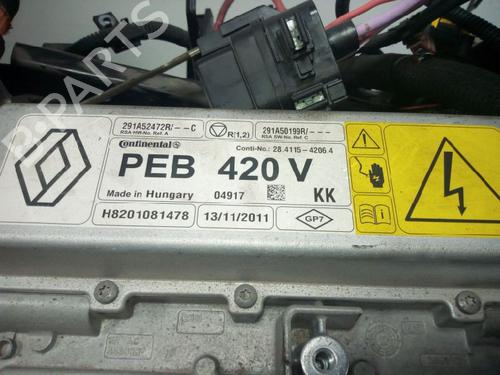 291A52472R/--C
RSA HW-No. Ref. A
R(1,2)
291A50199R/---
RSA SW-No. Ref. C
Continental
Conti-No.: 28.4115-4206.4
PEB 420 V
Made in Hungary
04917
KK
H8201081478
13/11/2011
GP7
B-PARTS